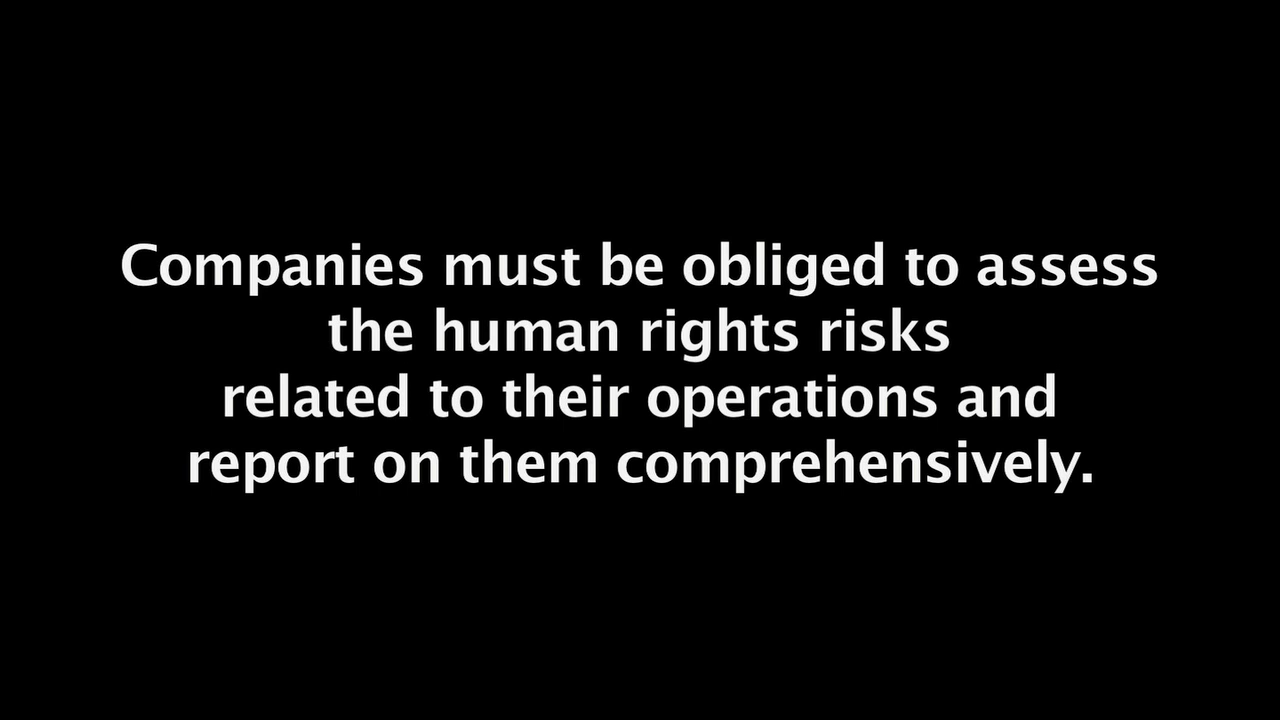 Companies must be obliged to assess
the human rights risks
related to their operations and
report on them comprehensively.